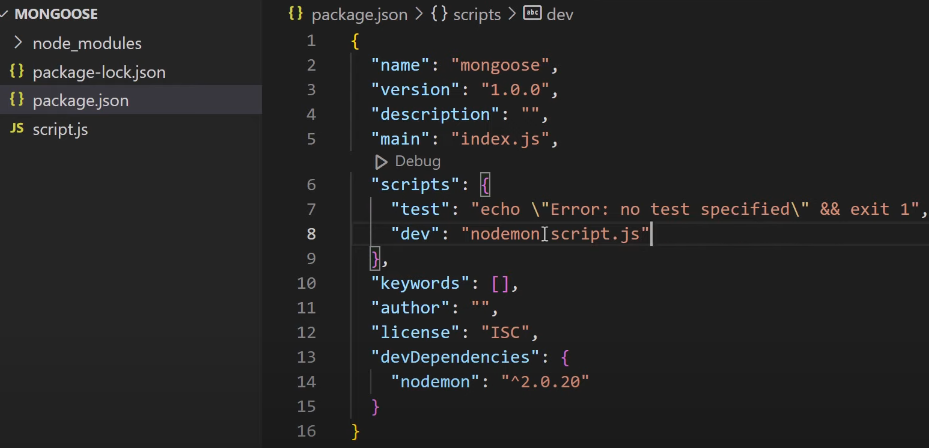 MONGOOSE
node_modules
{} package-lock.json
{} package.json
JS script.js
{} package.json > {} scripts > abc dev
1 {
2 "name": "mongoose",
3 "version": "1.0.0",
4 "description": "",
5 "main": "index.js",
Debug
6 "scripts": {
7 "test": "echo \"Error: no test specified\" && exit 1",
8 "dev": "nodemon script.js"
9 },
10 "keywords": [],
11 "author": "",
12 "license": "ISC",
13 "devDependencies": {
14 "nodemon": "^2.0.20"
15 }
16 }